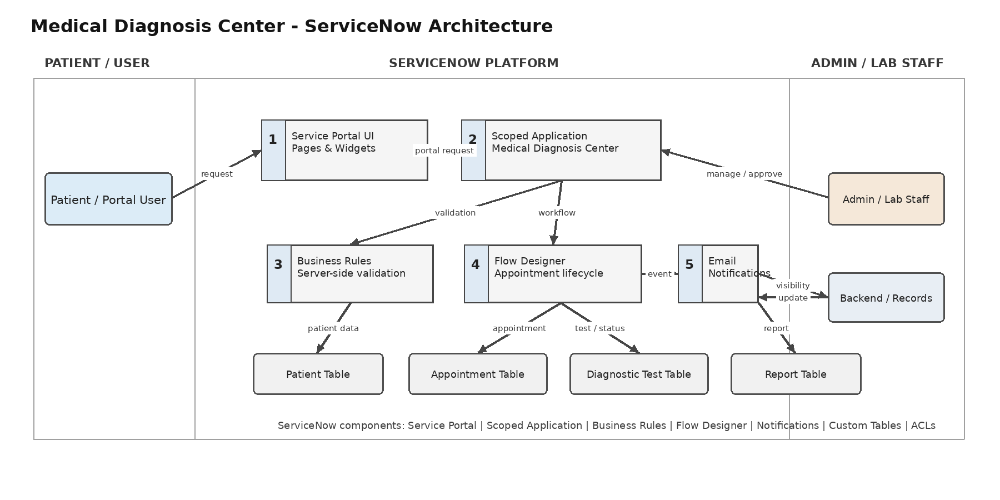 Medical Diagnosis Center - ServiceNow Architecture
PATIENT / USER
SERVICENOW PLATFORM
ADMIN / LAB STAFF
1
Service Portal UI
Pages & Widgets
portal request
2
Scoped Application
Medical Diagnosis Center
request
manage / approve
Patient / Portal User
Admin / Lab Staff
validation
workflow
3
Business Rules
Server-side validation
4
Flow Designer
Appointment lifecycle
event
5
Email
Notifications
visibility
update
Backend / Records
patient data
appointment
test / status
report
Patient Table
Appointment Table
Diagnostic Test Table
Report Table
ServiceNow components: Service Portal | Scoped Application | Business Rules | Flow Designer | Notifications | Custom Tables | ACLs